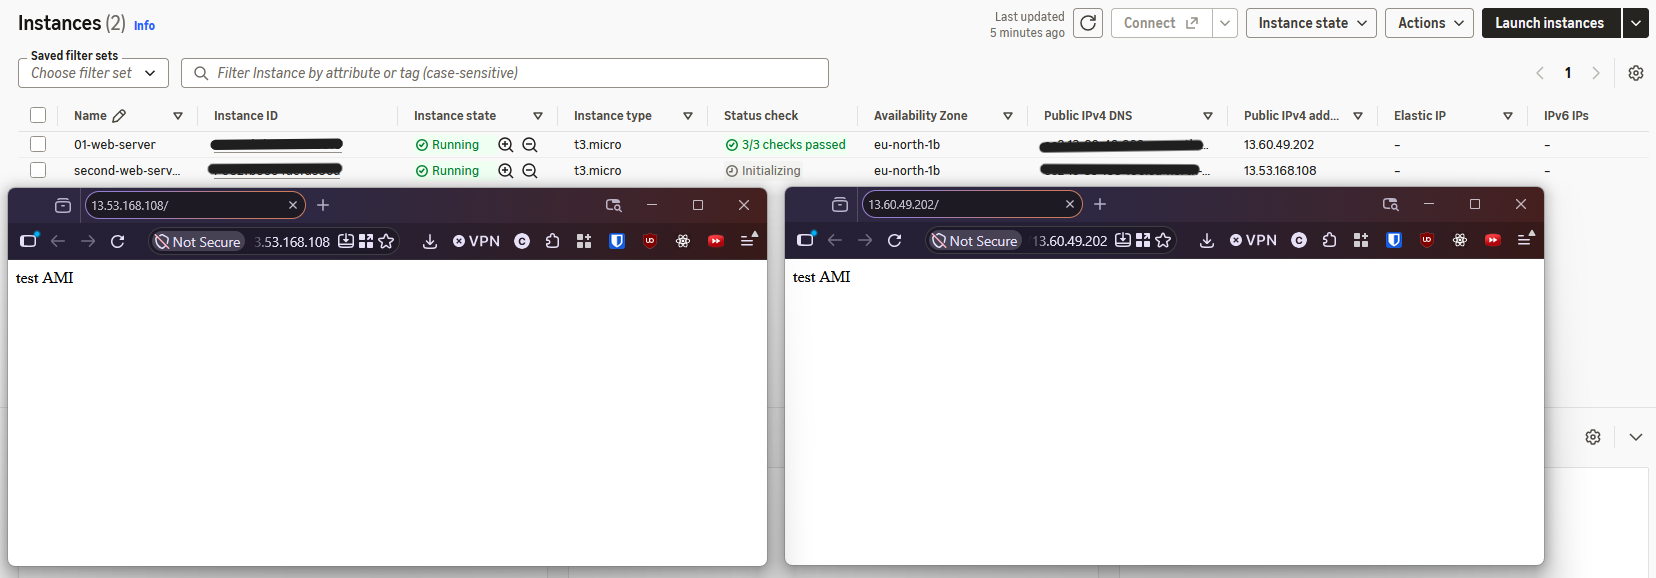 Instances (2) Info
Last updated
5 minutes ago
Connect
Instance state
Actions
Launch instances
Saved filter sets
Choose filter set
Filter Instance by attribute or tag (case-sensitive)
1
Name Instance ID Instance state Instance type Status check Availability Zone Public IPv4 DNS Public IPv4 add... Elastic IP IPv6 IPs
01-web-server Running t3.micro 3/3 checks passed eu-north-1b 13.60.49.202 – –
second-web-serv... Running t3.micro Initializing eu-north-1b 13.53.168.108 – –
13.53.168.108/
Not Secure 3.53.168.108 VPN C UD
test AMI
13.60.49.202/
Not Secure 13.60.49.202 VPN C UD
test AMI